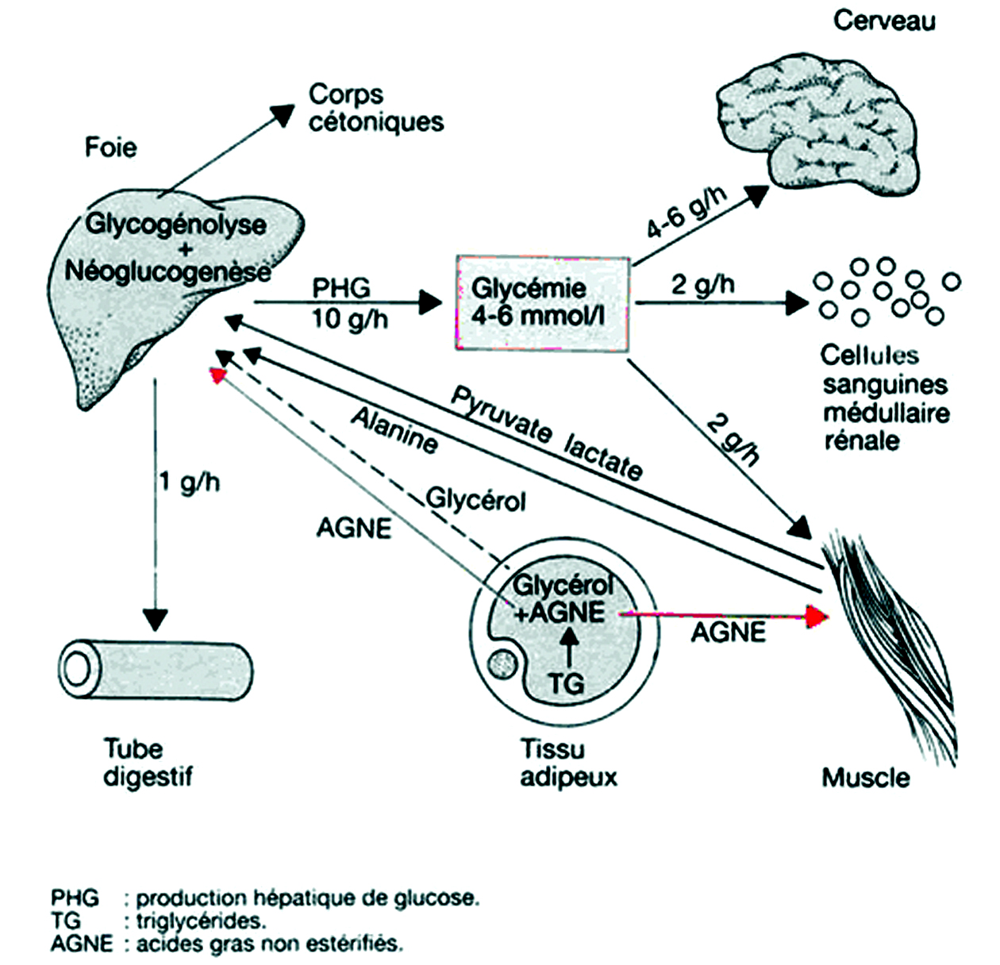 Cerveau
Corps
cétoniques
Foie
Glycogénolyse
+
Néoglucogenèse
PHG
10 g/h
Glycémie
4-6 mmol/l
4-6 g/h
2 g/h
Cellules
sanguines
médullaire
rénale
2 g/h
Pyruvate lactate
Alanine
Glycérol
AGNE
1 g/h
Glycérol
+AGNE
TG
AGNE
Tube
digestif
Tissu
adipeux
Muscle
PHG : production hépatique de glucose.
TG : triglycérides.
AGNE : acides gras non estérifiés.